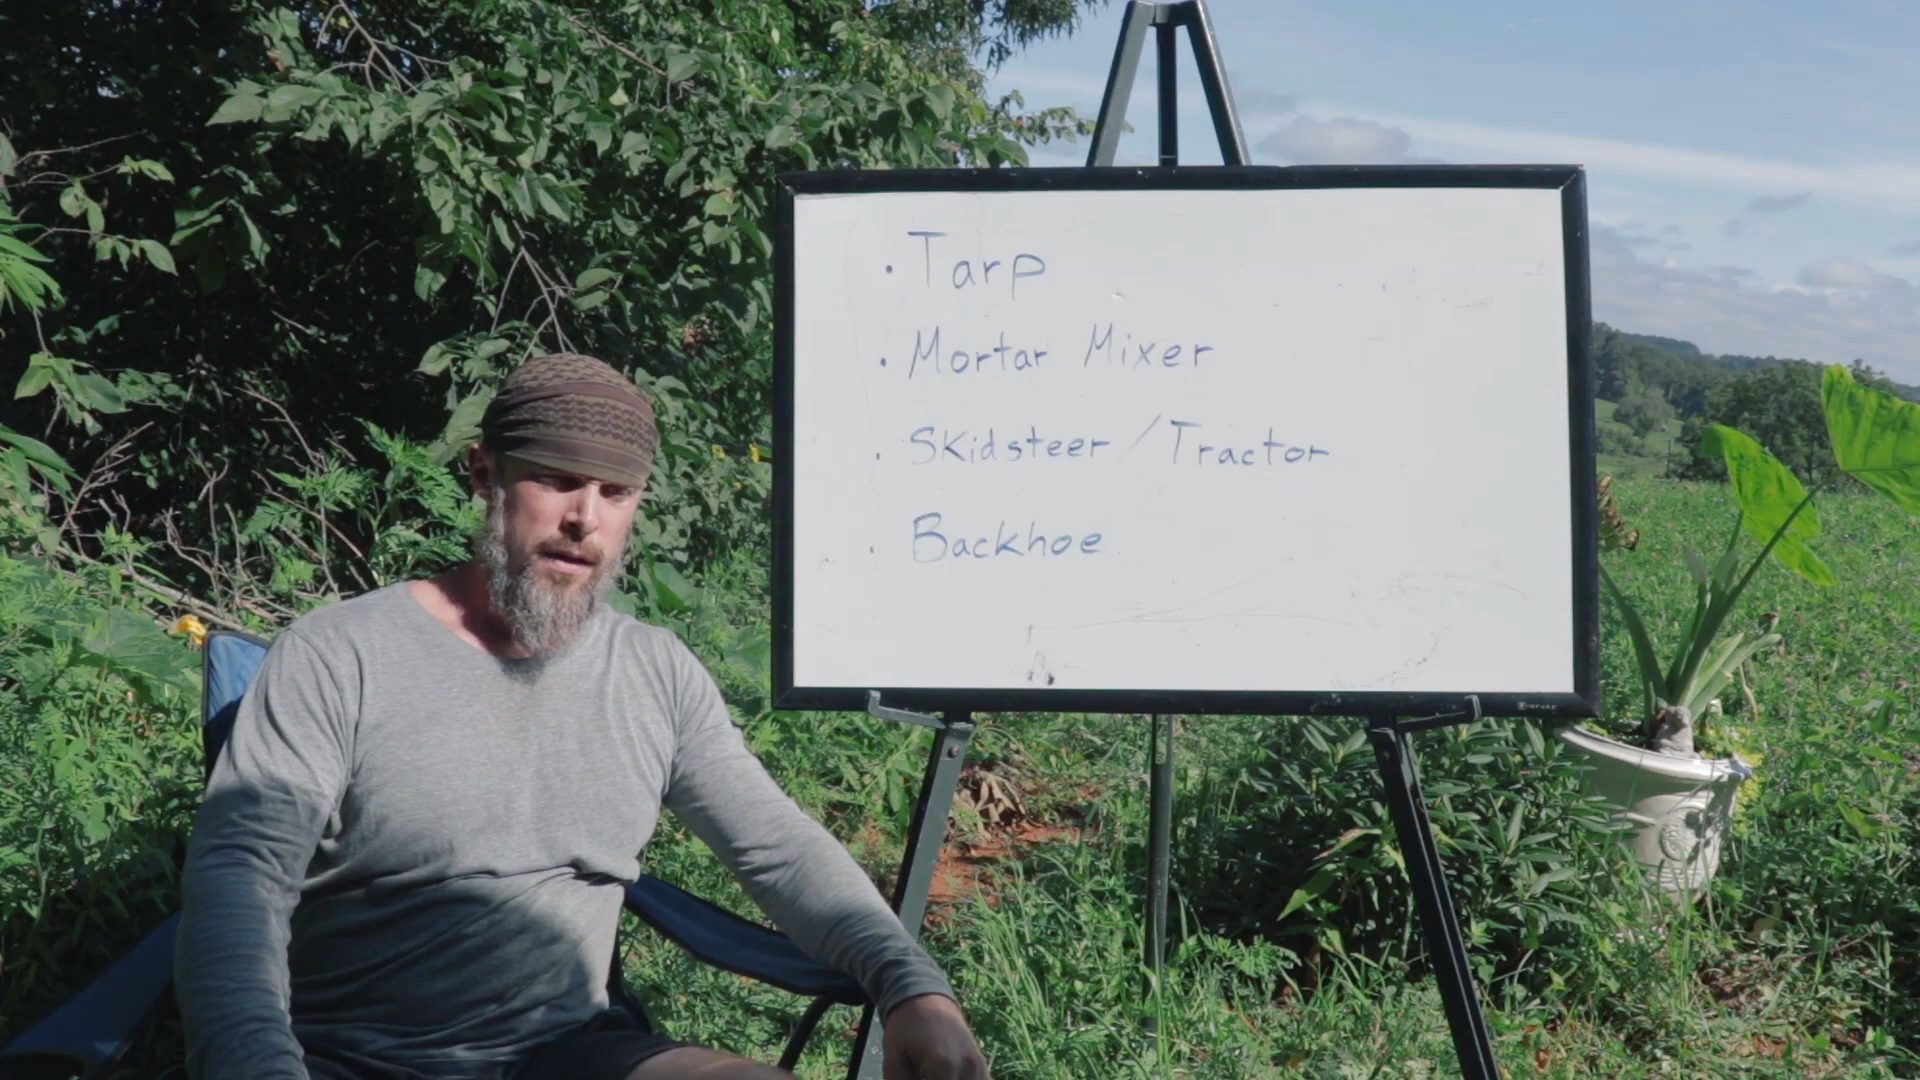 · Tarp
· Mortar Mixer
· Skidsteer / Tractor
· Backhoe